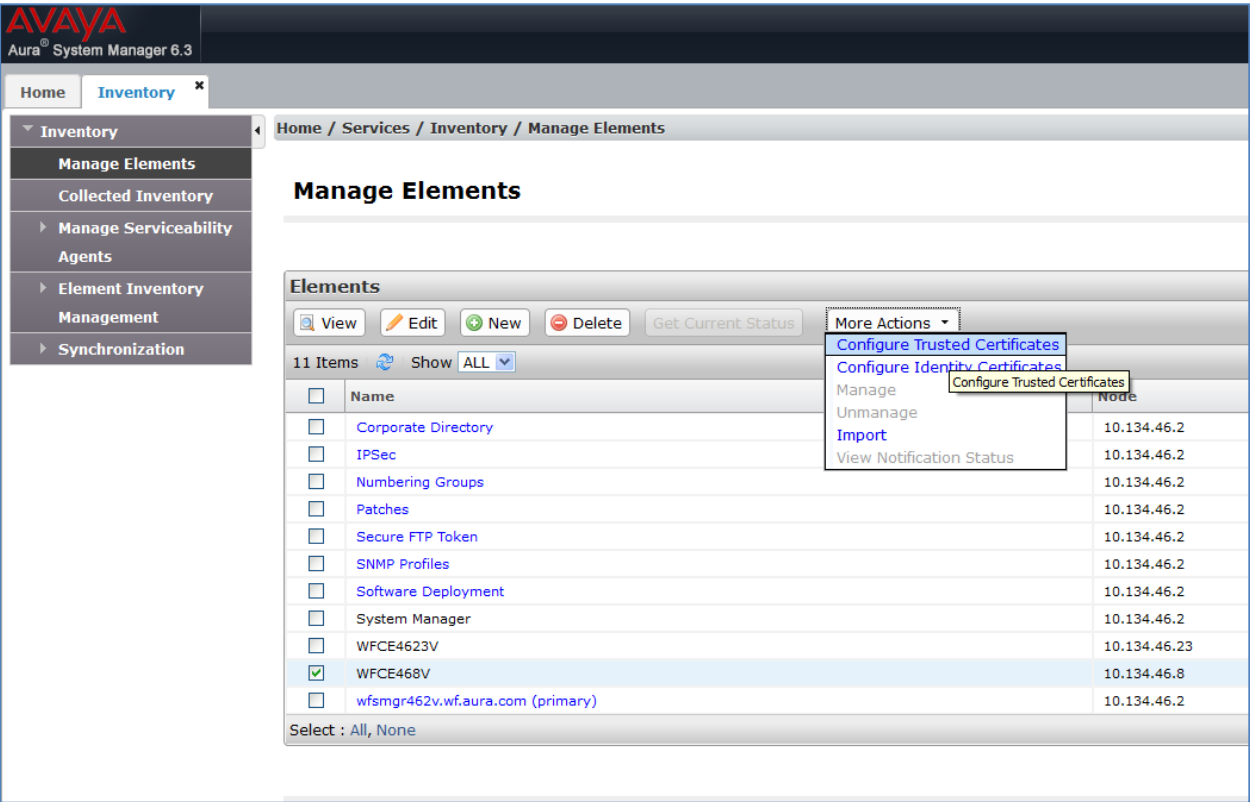 AVAYA
Aura® System Manager 6.3
Home
Inventory
Inventory
Manage Elements
Collected Inventory
Manage Serviceability
Agents
Element Inventory
Management
Synchronization
Home / Services / Inventory / Manage Elements
Manage Elements
Elements
View Edit New Delete Get Current Status More Actions
Configure Trusted Certificates
Configure Identity Certificates
Configure Trusted Certificates
Manage
Unmanage
Import
View Notification Status
11 Items Show ALL
Name Node
Corporate Directory 10.134.46.2
IPSec 10.134.46.2
Numbering Groups 10.134.46.2
Patches 10.134.46.2
Secure FTP Token 10.134.46.2
SNMP Profiles 10.134.46.2
Software Deployment 10.134.46.2
System Manager 10.134.46.2
WFCE4623V 10.134.46.23
WFCE468V 10.134.46.8
wfsmgr462v.wf.aura.com (primary) 10.134.46.2
Select : All, None